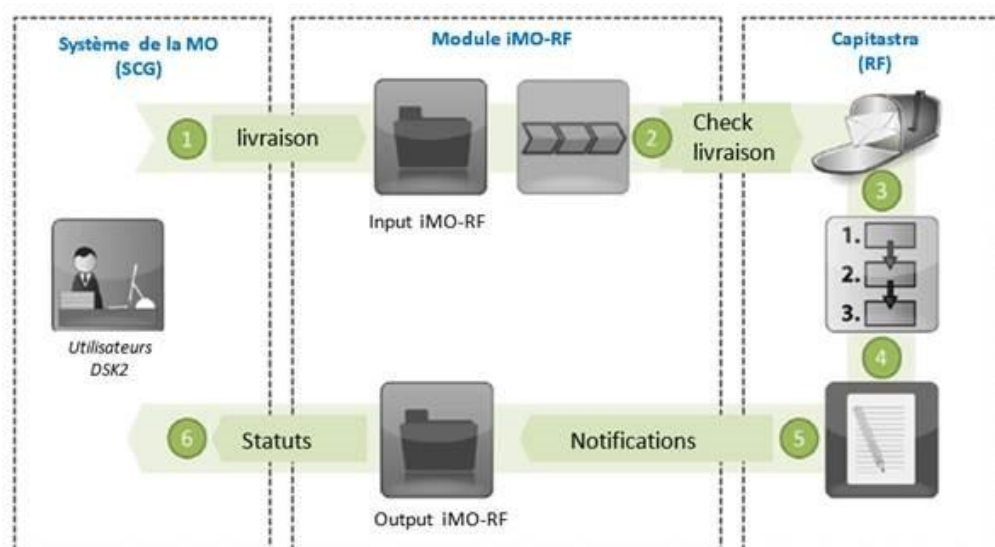 Système de la MO
(SCG)
Module iMO-RF
Capitastra
(RF)
1
livraison
2
Check
livraison
3
Input iMO-RF
1.
2.
3.
Utilisateurs
DSK2
4
6
Statuts
Notifications
5
Output iMO-RF